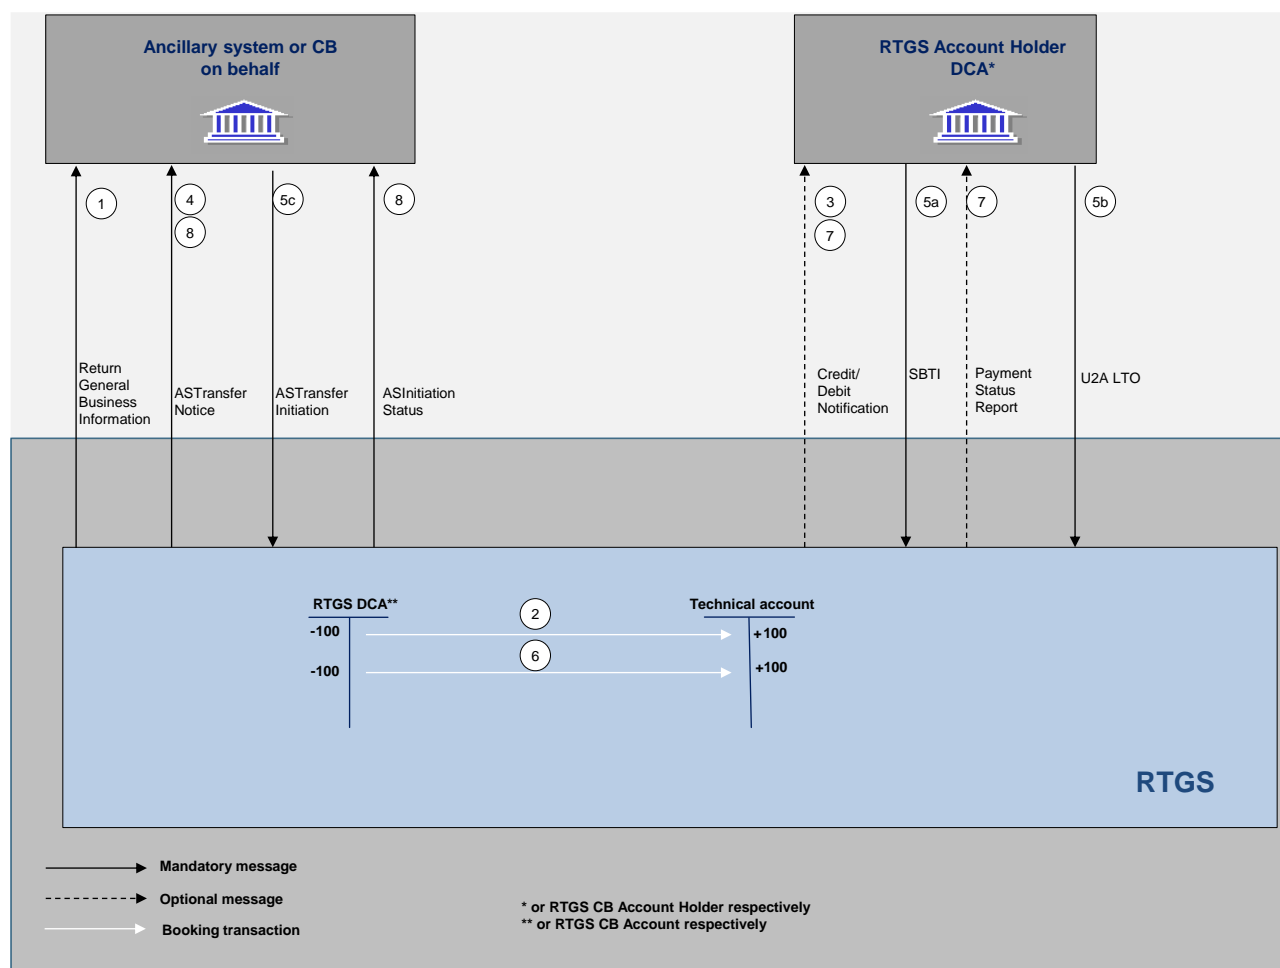 Ancillary system or CB
on behalf
RTGS Account Holder
DCA*
1
4
8
5c
8
3
7
5a
7
5b
Return
General
Business
Information
ASTransfer
Notice
ASTransfer
Initiation
ASInitiation
Status
Credit/
Debit
Notification
SBTI
Payment
Status
Report
U2A LTO
RTGS DCA**
2
Technical account
-100
+100
6
-100
+100
RTGS
Mandatory message
Optional message
Booking transaction
* or RTGS CB Account Holder respectively
** or RTGS CB Account respectively